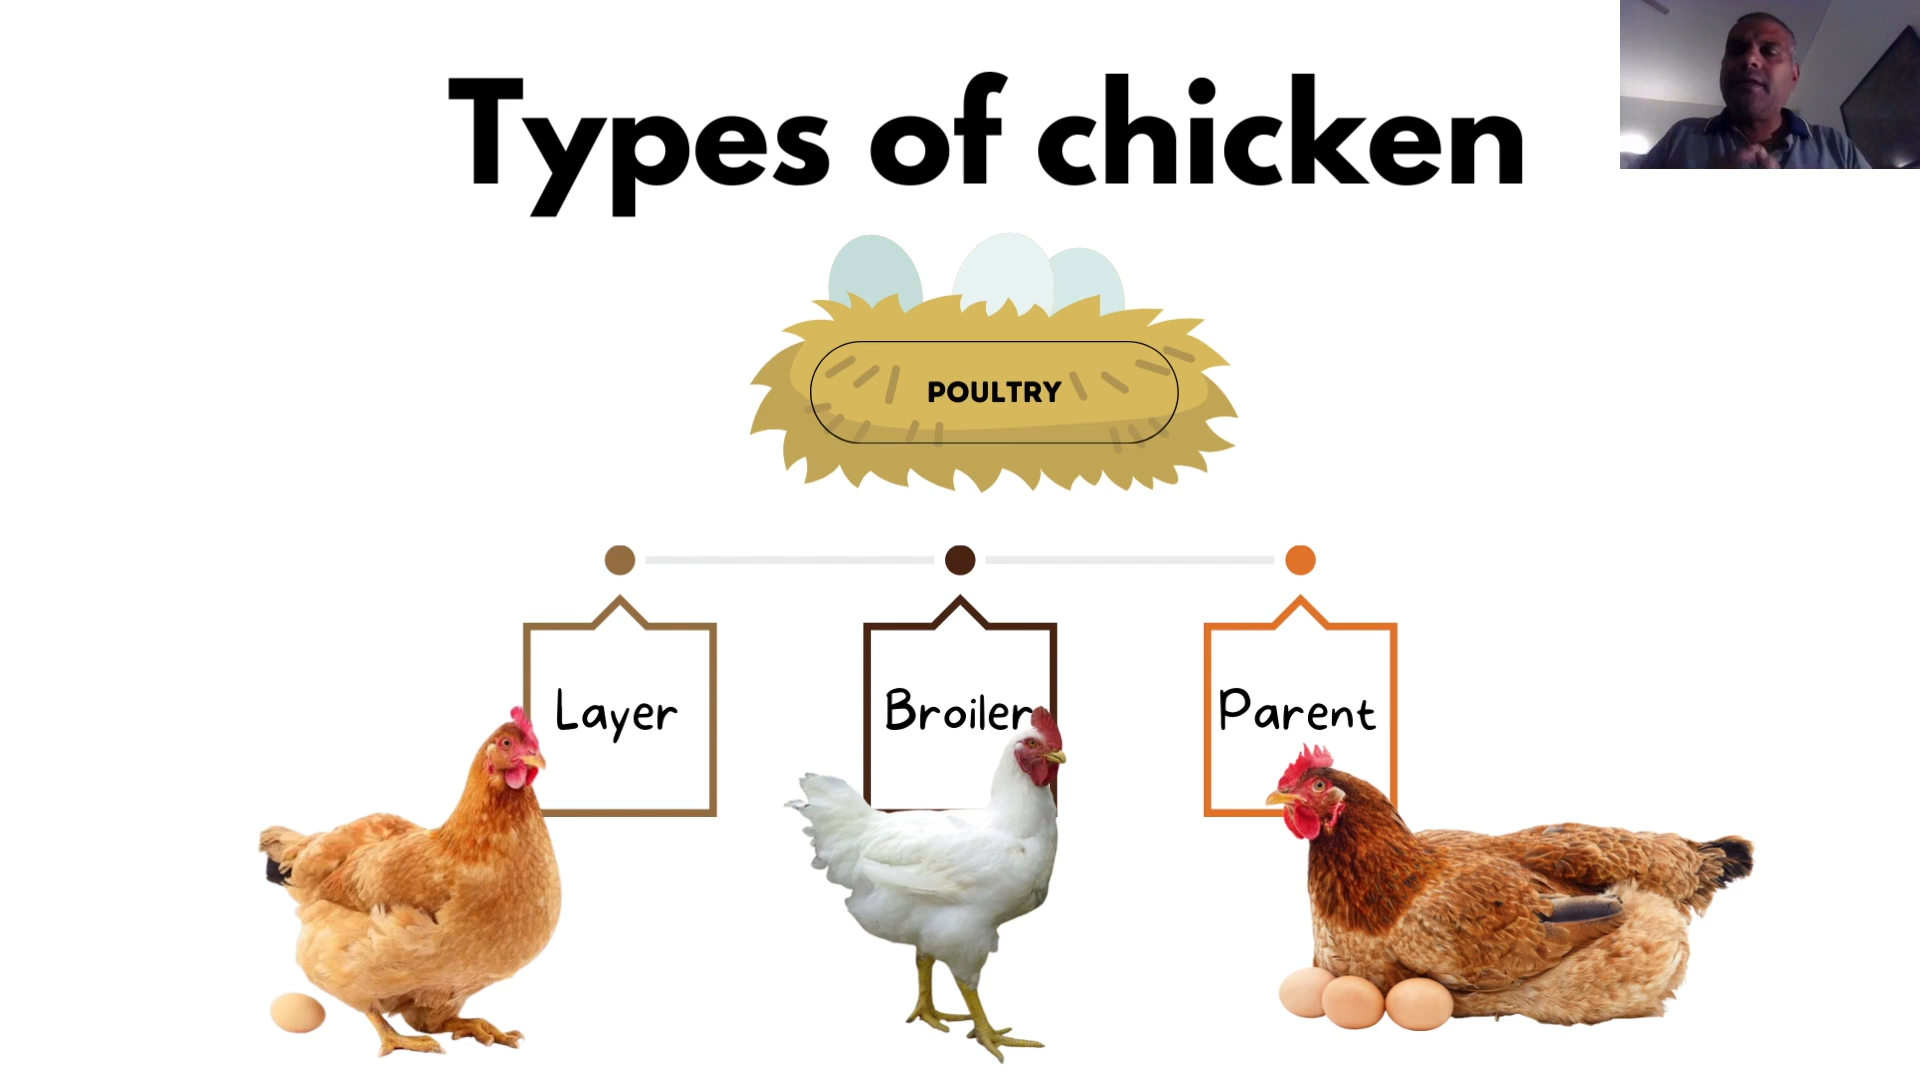 Types of chicken
POULTRY
Layer
Broiler
Parent